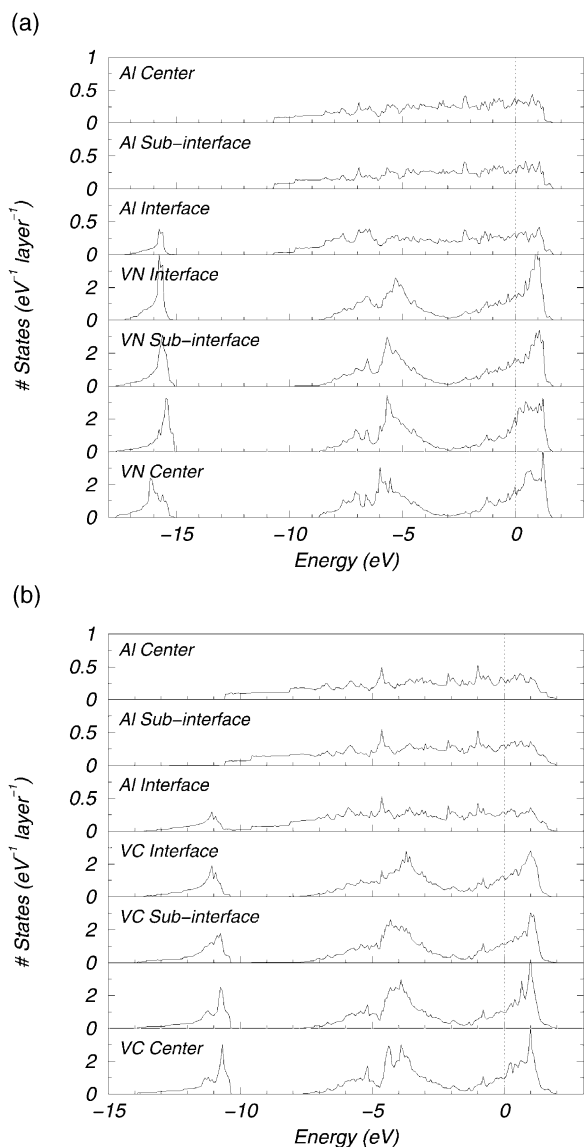 (a)
1
Al Center
0.5
0
Al Sub-interface
0.5
0
Al Interface
0.5
0
VN Interface
2
0
VN Sub-interface
2
0
2
0
VN Center
2
0
# States (eV⁻¹ layer⁻¹)
−15
−10
−5
0
Energy (eV)
(b)
1
Al Center
0.5
0
Al Sub-interface
0.5
0
Al Interface
0.5
0
VC Interface
2
0
VC Sub-interface
2
0
2
0
VC Center
2
0
# States (eV⁻¹ layer⁻¹)
−15
−10
−5
0
Energy (eV)